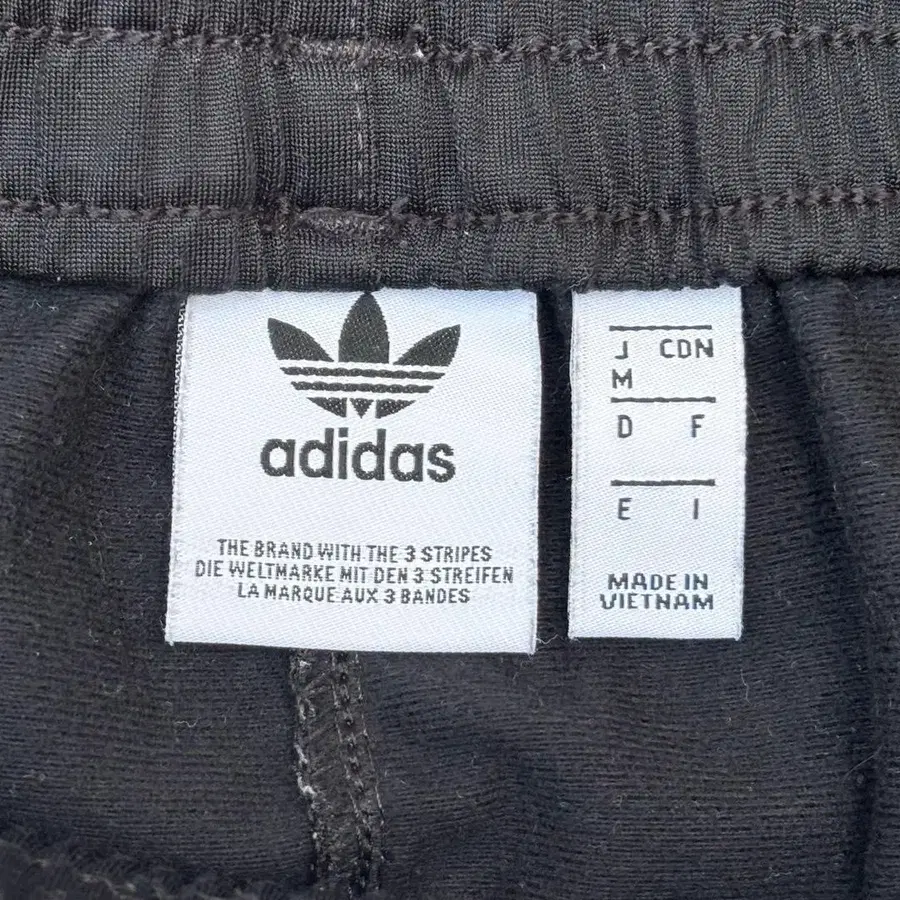 adidas
THE BRAND WITH THE 3 STRIPES
DIE WELTMARKE MIT DEN 3 STREIFEN
LA MARQUE AUX 3 BANDES
J CDN
M
D F
E I
MADE IN
VIETNAM